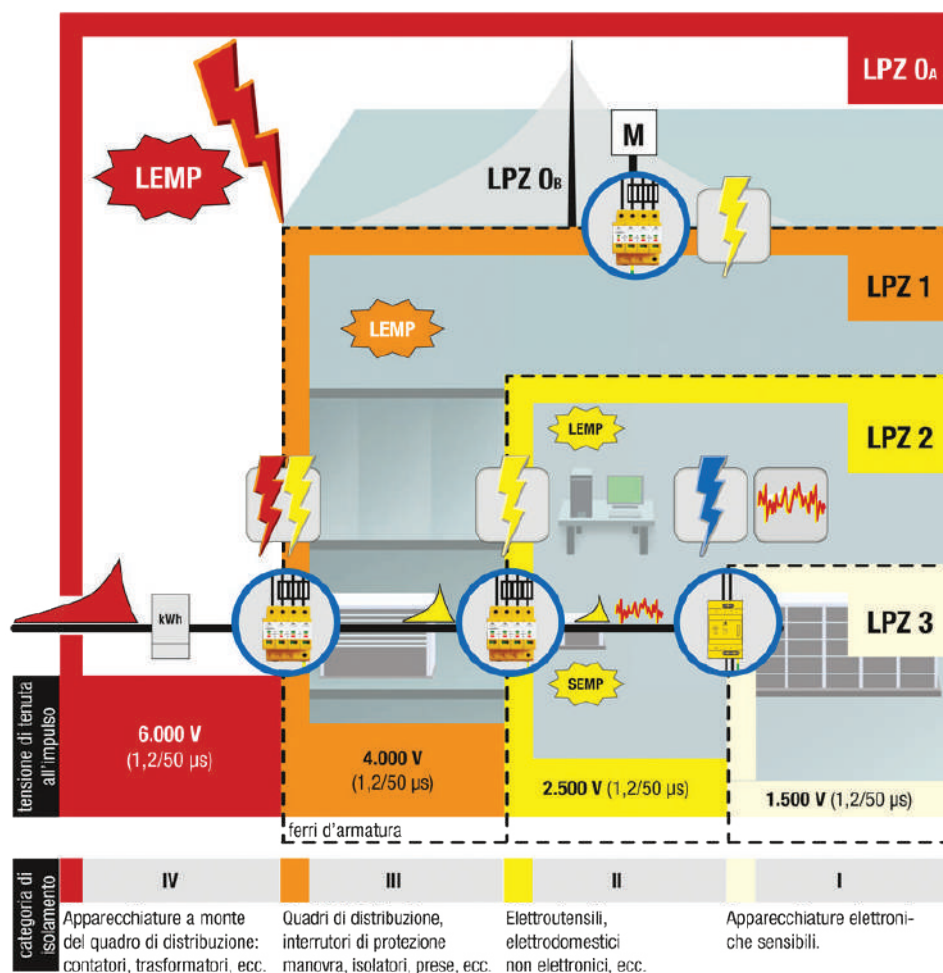 LPZ 0A
LEMP
LPZ 0B
M
LPZ 1
LEMP
LPZ 2
LEMP
kWh
LPZ 3
SEMP
tensione di tenuta
all'impulso
6.000 V
(1,2/50 µs)
4.000 V
(1,2/50 µs)
2.500 V (1,2/50 µs)
1.500 V (1,2/50 µs)
ferri d'armatura
categoria di
isolamento
IV
III
II
I
Apparecchiature a monte
del quadro di distribuzione:
contatori, trasformatori, ecc.
Quadri di distribuzione,
interrutori di protezione
manovra, isolatori, prese, ecc.
Elettroutensili,
elettrodomestici
non elettronici, ecc.
Apparecchiature elettroni-
che sensibili.